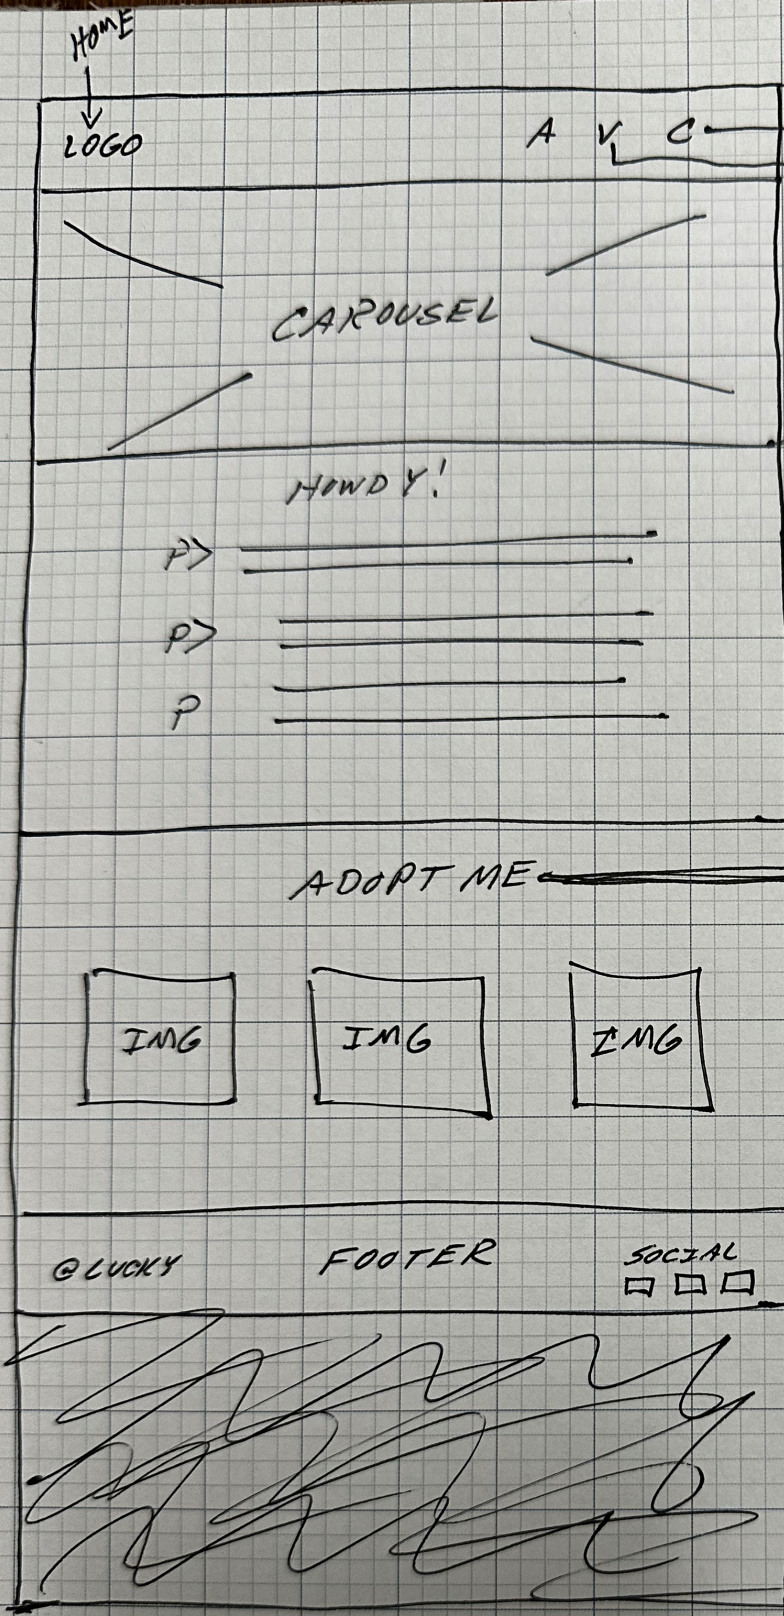 HOME
LOGO A V C
CAROUSEL
HOWDY!
P>
P>
P
ADOPT ME
IMG IMG IMG
@LUCKY FOOTER SOCIAL